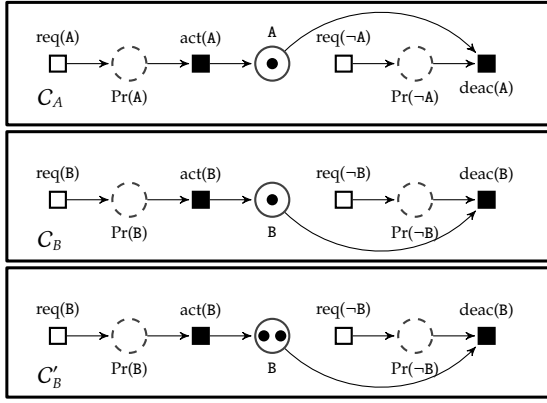 req(A) act(A) A req(¬A) deac(A)
Pr(A) Pr(¬A)
C_A
req(B) act(B) req(¬B) deac(B)
Pr(B) B Pr(¬B)
C_B
req(B) act(B) req(¬B) deac(B)
Pr(B) B Pr(¬B)
C′_B